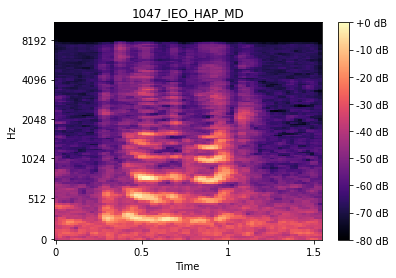 1047_IEO_HAP_MD
+0 dB
8192
-10 dB
4096
-20 dB
-30 dB
2048
Hz
-40 dB
1024
-50 dB
-60 dB
512
-70 dB
0
-80 dB
0
0.5
1
1.5
Time